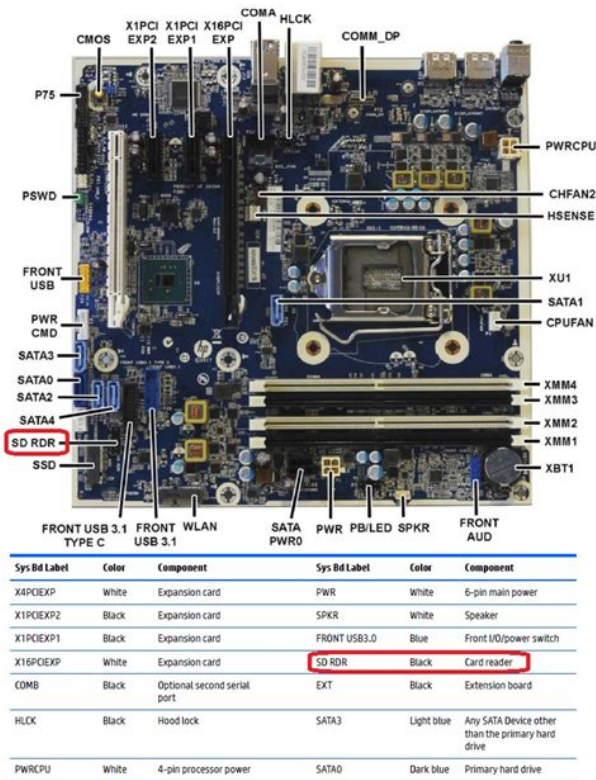 COMA HLCK
X1PCI X1PCI X16PCI
CMOS EXP2 EXP1 EXP COMM_DP
P75
PWRCPU
PSWD
CHFAN2
HSENSE
FRONT
USB
XU1
SATA1
PWR
CMD
CPUFAN
SATA3
SATA0
SATA2
SATA4
XMM4
XMM3
XMM2
XMM1
SD RDR
SSD
XBT1
FRONT USB 3.1
TYPE C
FRONT
USB 3.1
WLAN
SATA
PWR0
PWR
PB/LED
SPKR
FRONT
AUD
Sys Bd Label Color Component Sys Bd Label Color Component
X4PCIEXP White Expansion card PWR White 6-pin main power
X1PCIEXP2 Black Expansion card SPKR White Speaker
X1PCIEXP1 Black Expansion card FRONT USB3.0 Blue Front I/O/power switch
X16PCIEXP White Expansion card SD RDR Black Card reader
COMB Black Optional second serial EXT Black Extension board
port
HLCK Black Hood lock SATA3 Light blue Any SATA Device other
than the primary hard
drive
PWRCPU White 4-pin processor power SATA0 Dark blue Primary hard drive